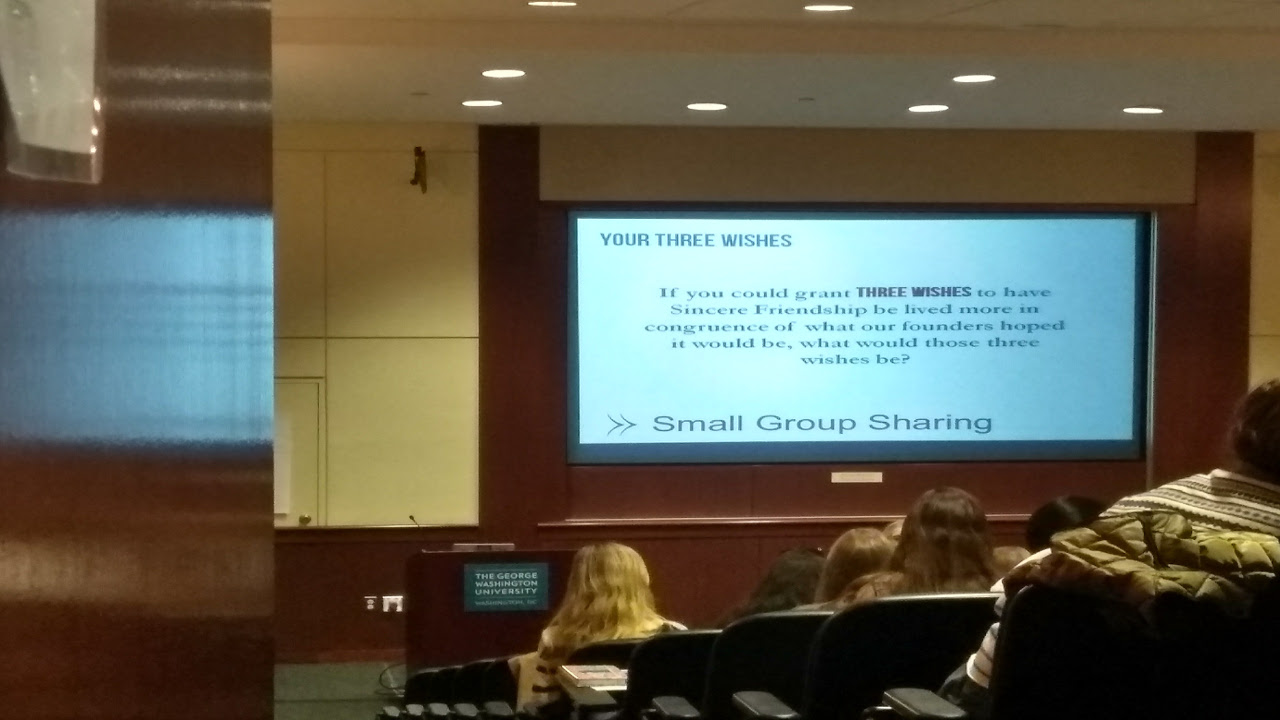 YOUR THREE WISHES
If you could grant THREE WISHES to have
Sincere Friendship be lived more in
congruence of what our founders hoped
it would be, what would those three
wishes be?
Small Group Sharing
THE GEORGE
WASHINGTON
UNIVERSITY
WASHINGTON, DC